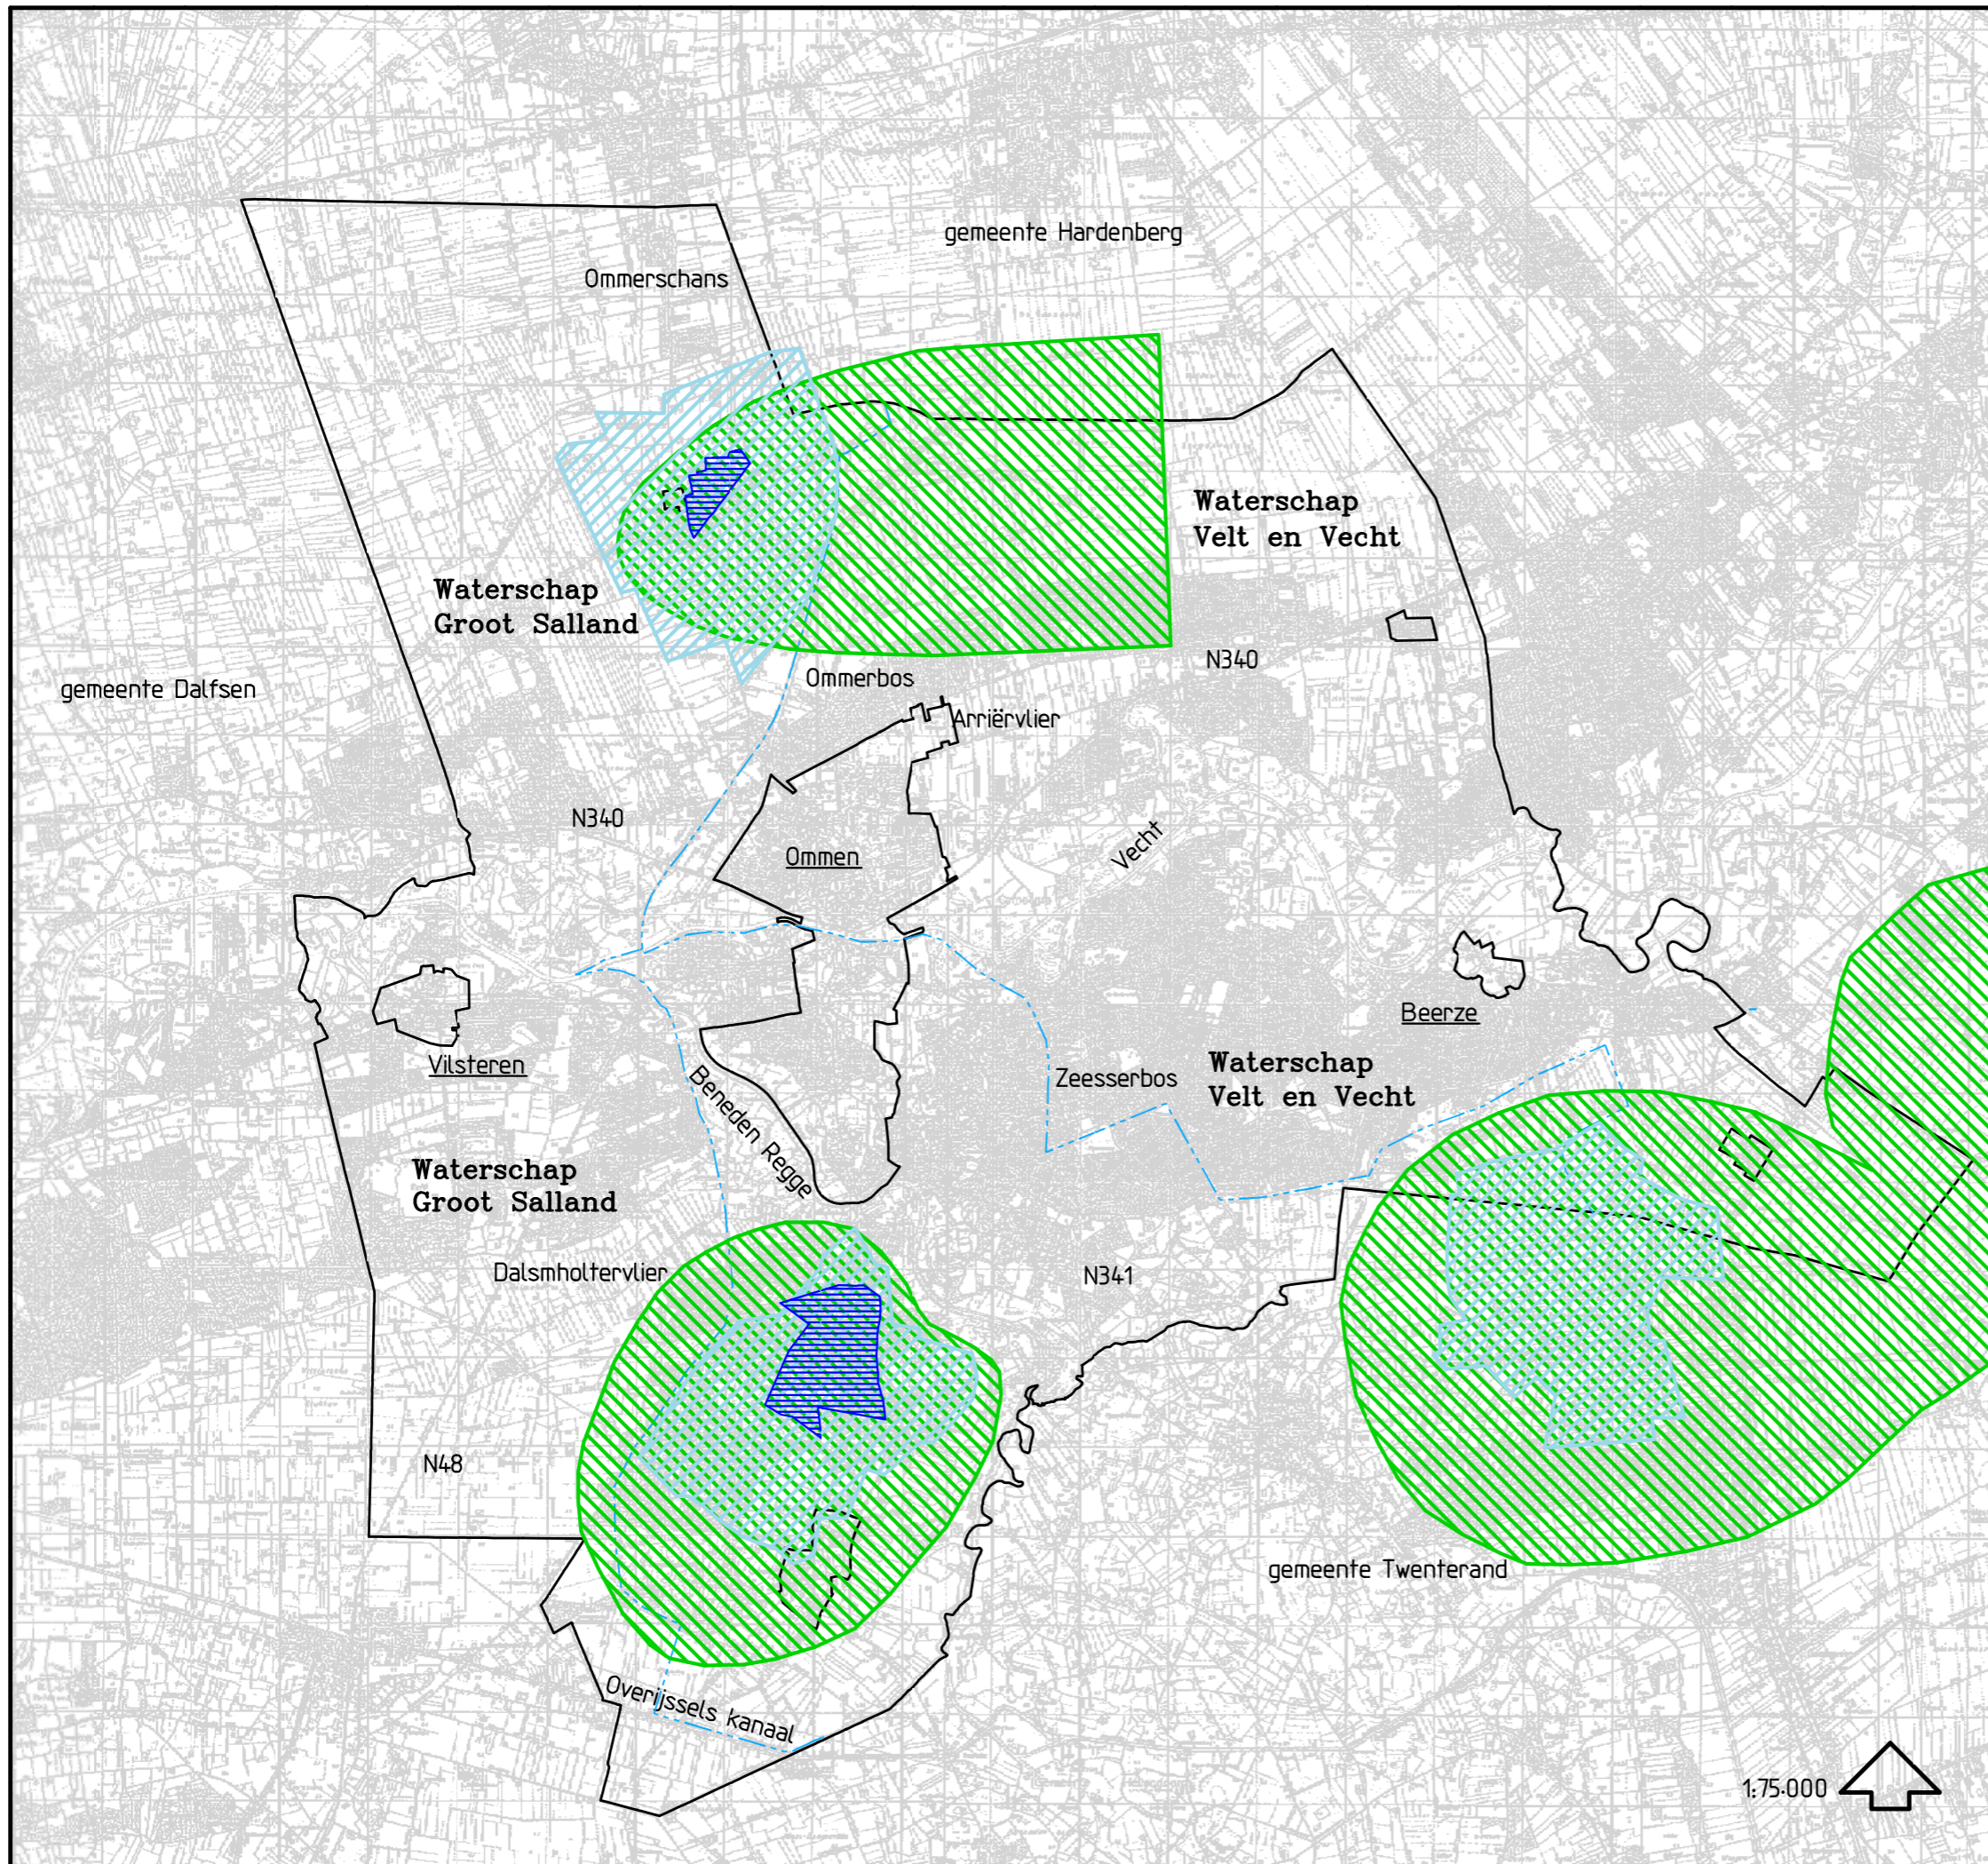 gemeente Hardenberg
Ommerschans
Waterschap
Velt en Vecht
Waterschap
Groot Salland
N340
Ommerbos
gemeente Dalfsen
Arriërvlier
N340
Vecht
Ommen
Beerze
Vilsteren
Waterschap
Velt en Vecht
Zeesserbos
Beneden Regge
Waterschap
Groot Salland
Dalsmholtervlier
N341
N48
gemeente Twenterand
Overijssels kanaal
1:75.000